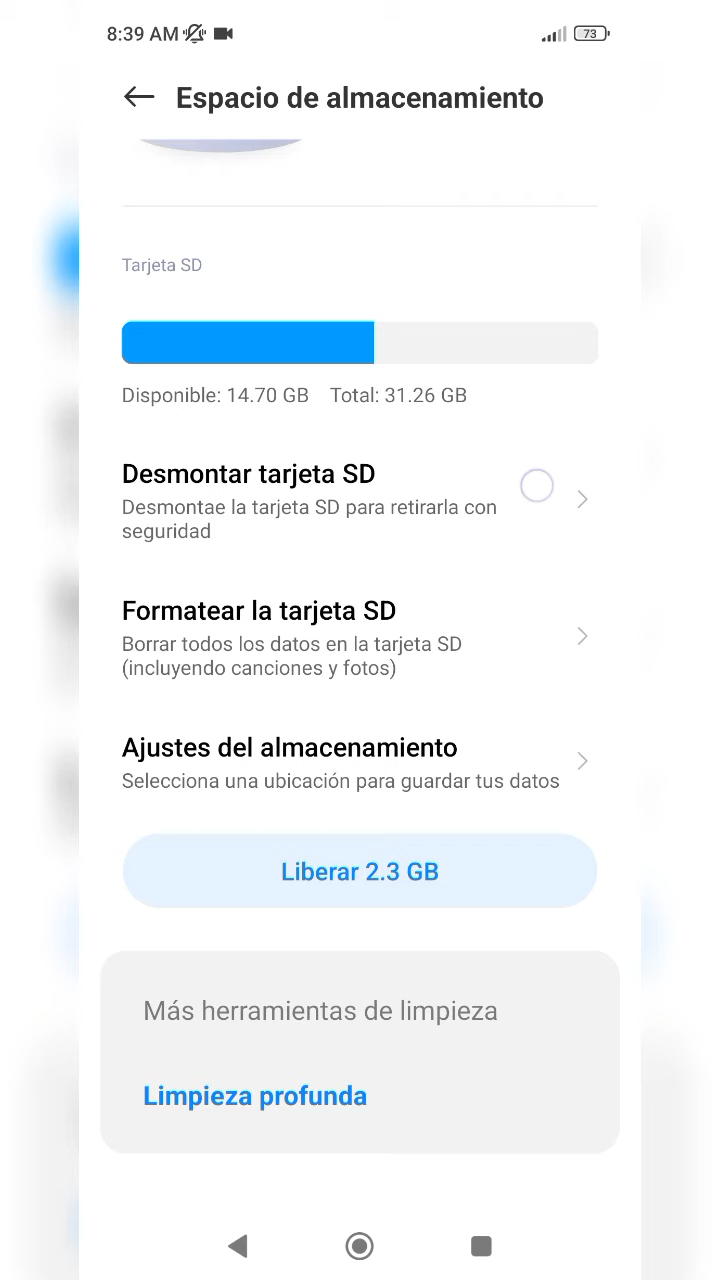 8:39 AM
73
Espacio de almacenamiento
Tarjeta SD
Disponible: 14.70 GB Total: 31.26 GB
Desmontar tarjeta SD
Desmontae la tarjeta SD para retirarla con
seguridad
Formatear la tarjeta SD
Borrar todos los datos en la tarjeta SD
(incluyendo canciones y fotos)
Ajustes del almacenamiento
Selecciona una ubicación para guardar tus datos
Liberar 2.3 GB
Más herramientas de limpieza
Limpieza profunda